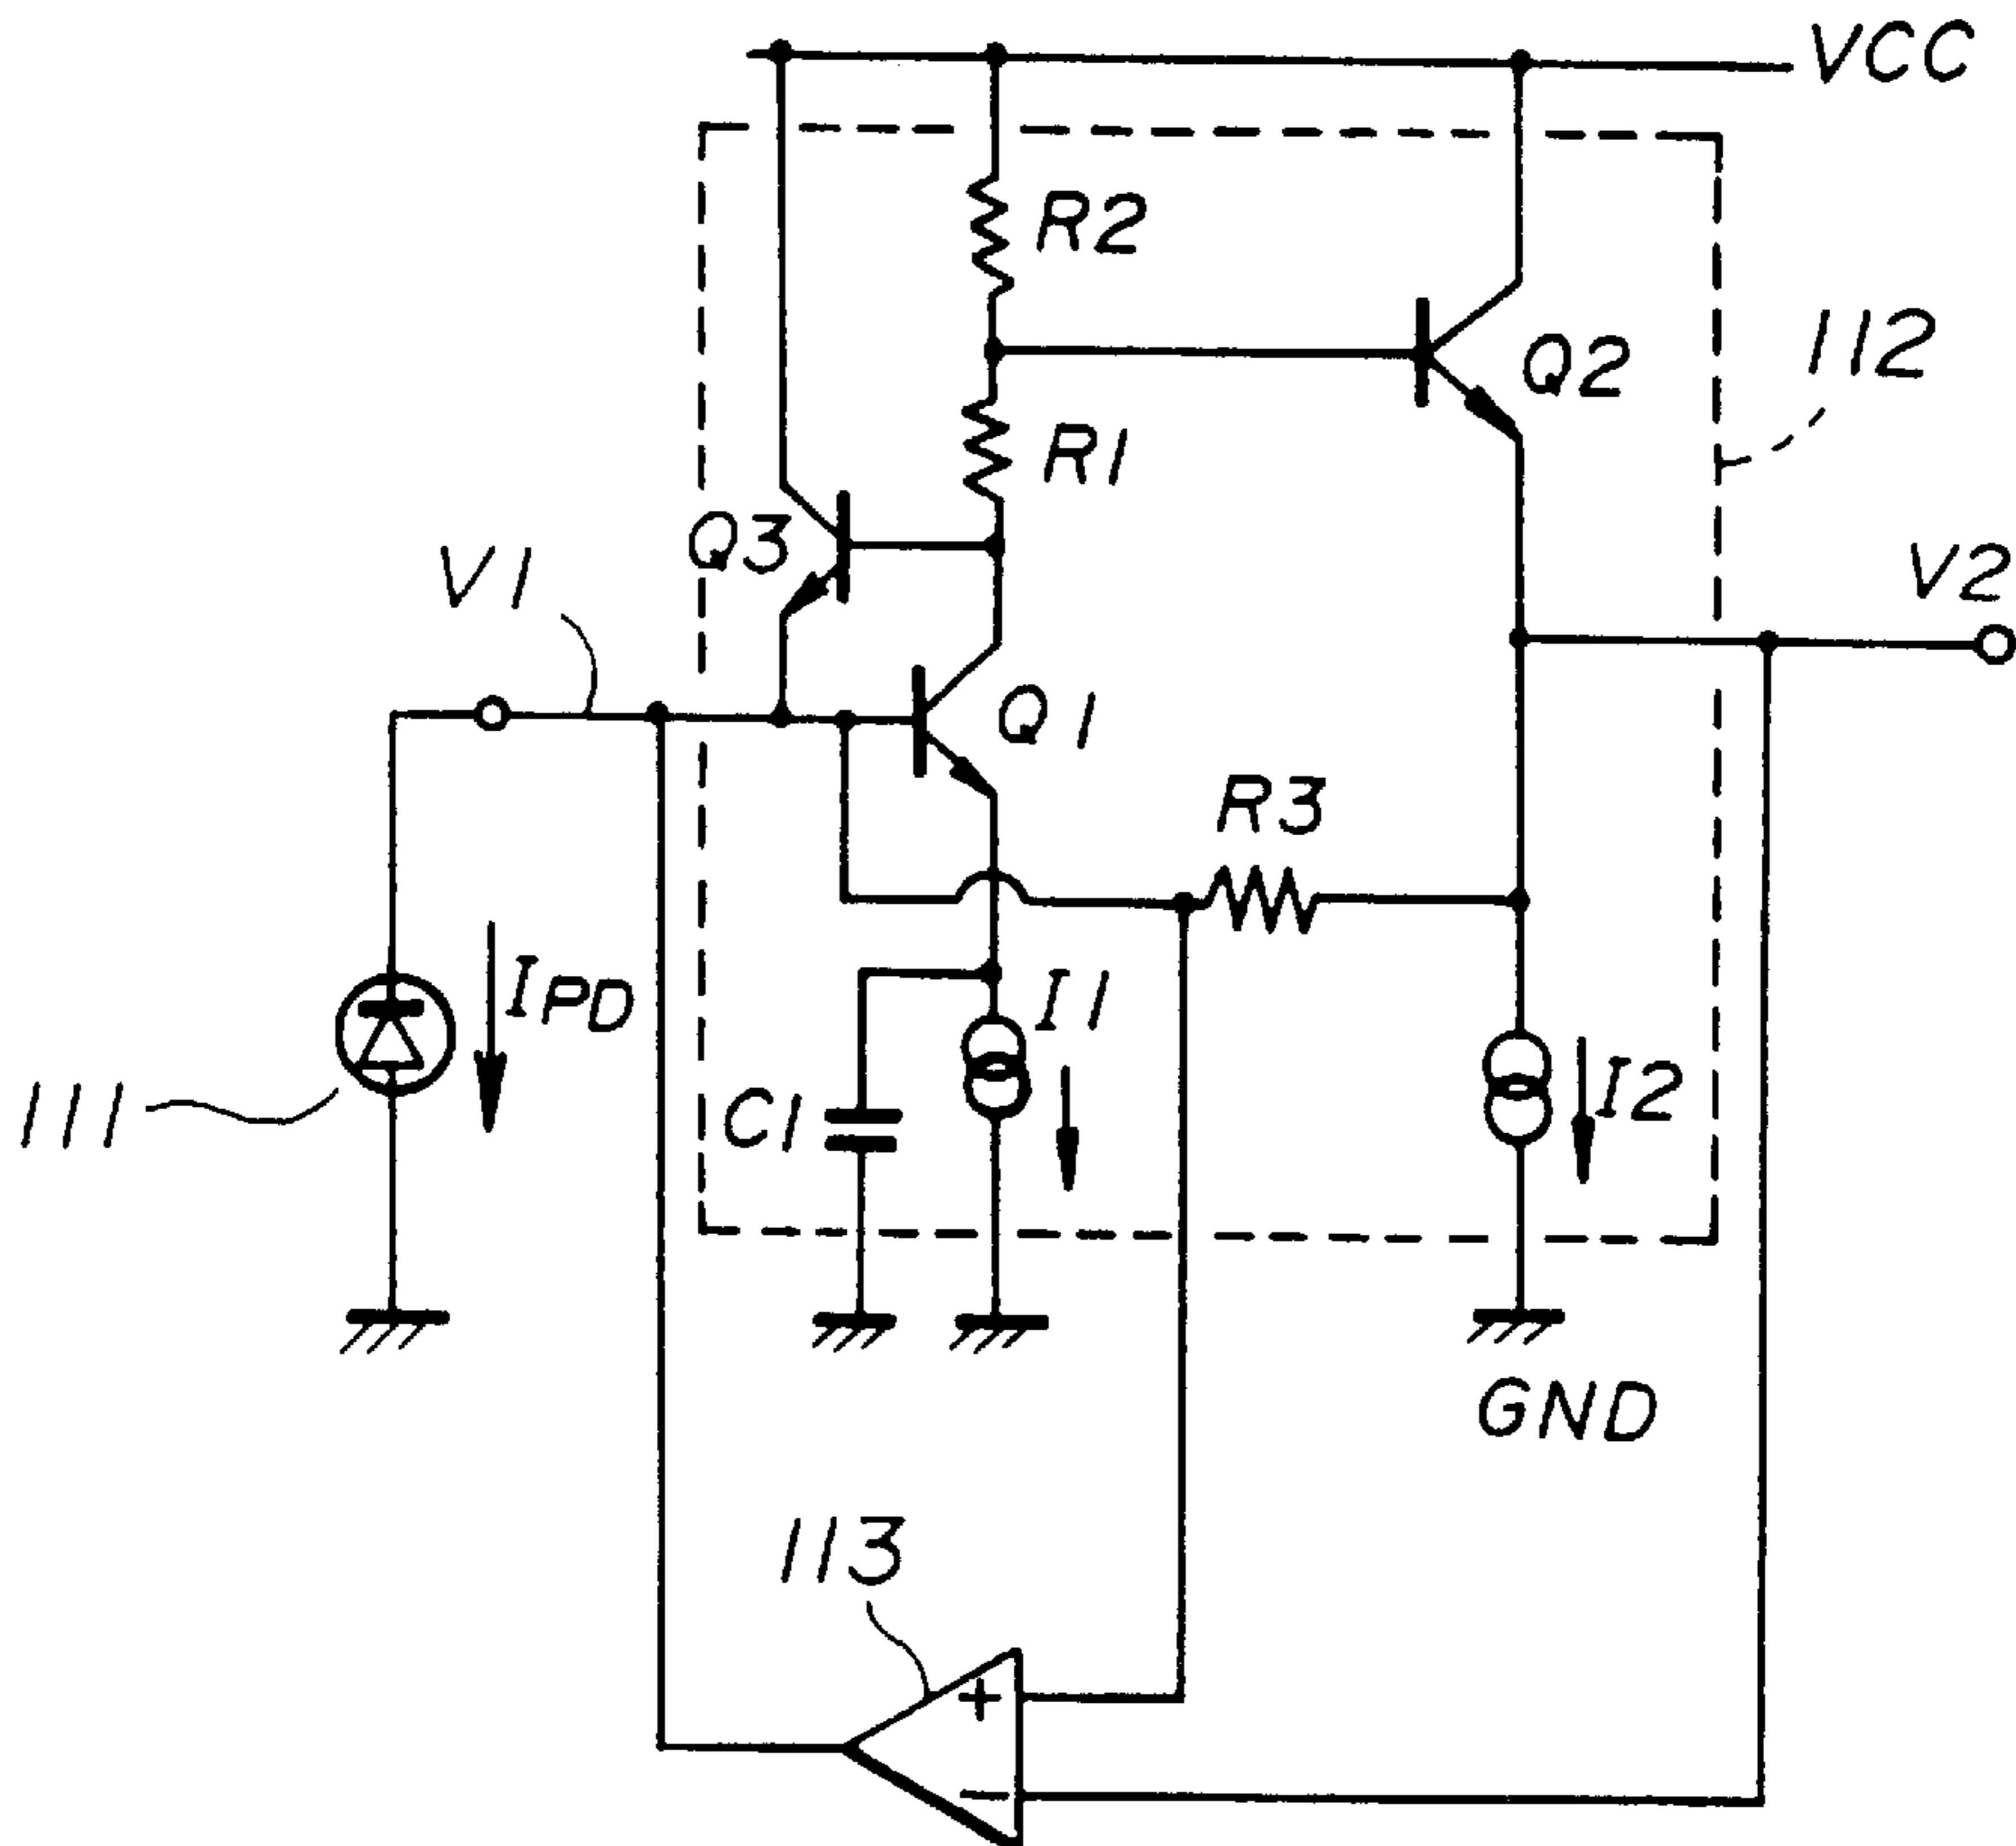 VCC
R2
112
Q2
R1
Q3
V1
V2
Q1
R3
IPD
I1
I2
111
C1
GND
113
+
−